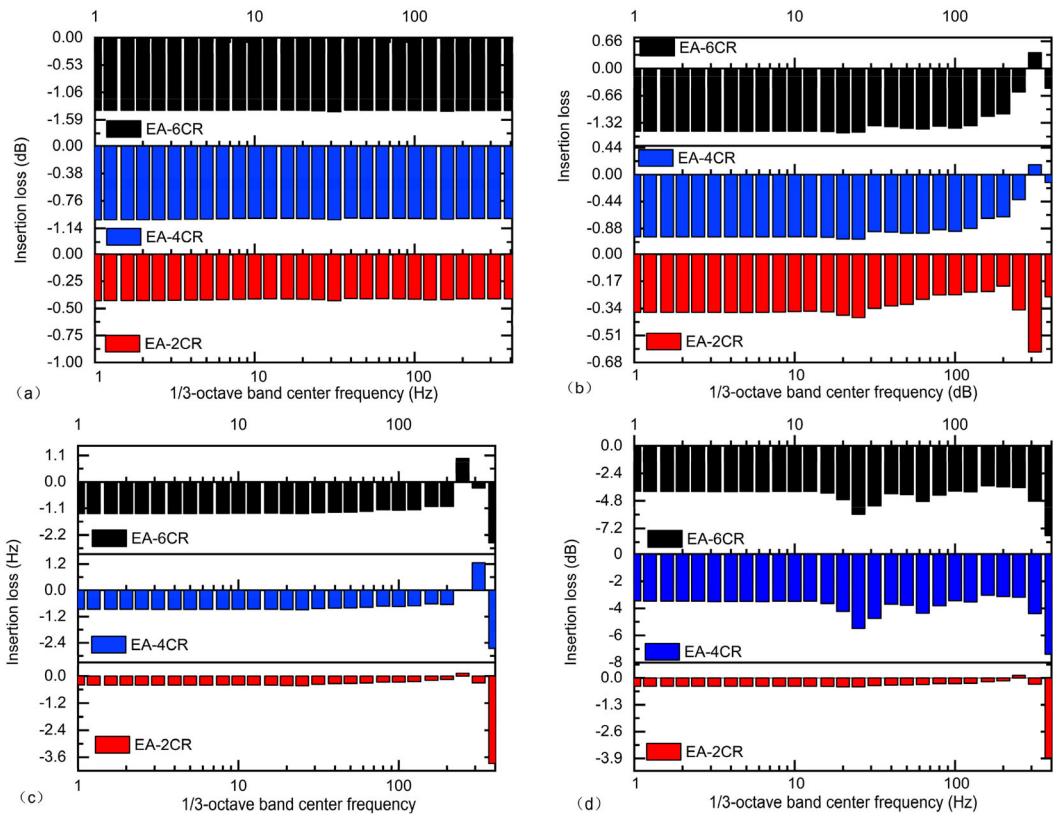 1 10 100
0.00
-0.53
-1.06
-1.59
EA-6CR
0.00
-0.38
-0.76
-1.14
EA-4CR
0.00
-0.25
-0.50
-0.75
-1.00
EA-2CR
Insertion loss (dB)
1 10 100
(a)
1/3-octave band center frequency (Hz)
1 10 100
0.66
0.00
-0.66
-1.32
EA-6CR
0.44
0.00
-0.44
-0.88
EA-4CR
0.00
-0.17
-0.34
-0.51
-0.68
EA-2CR
Insertion loss
1 10 100
(b)
1/3-octave band center frequency (dB)
10 100
1.1
0.0
-1.1
-2.2
EA-6CR
1.2
0.0
-1.2
-2.4
EA-4CR
0.0
-1.2
-2.4
-3.6
EA-2CR
Insertion loss (Hz)
1 10 100
(c)
1/3-octave band center frequency
1 10 100
0.0
-2.4
-4.8
-7.2
EA-6CR
0
-2
-4
-6
-8
EA-4CR
0.0
-1.3
-2.6
-3.9
EA-2CR
Insertion loss (dB)
1 10 100
(d)
1/3-octave band center frequency (Hz)